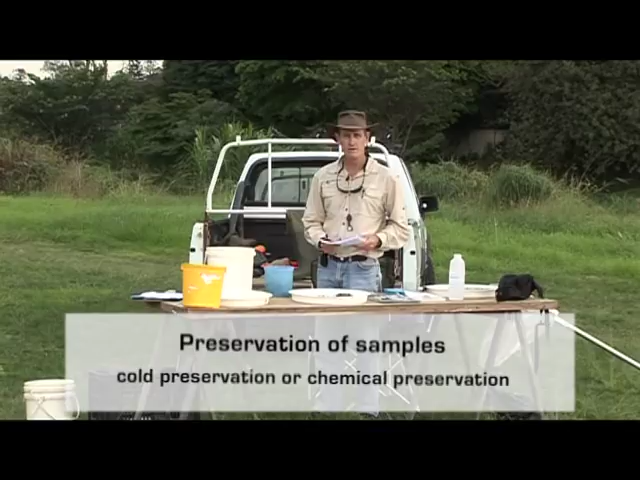 Preservation of samples
cold preservation or chemical preservation